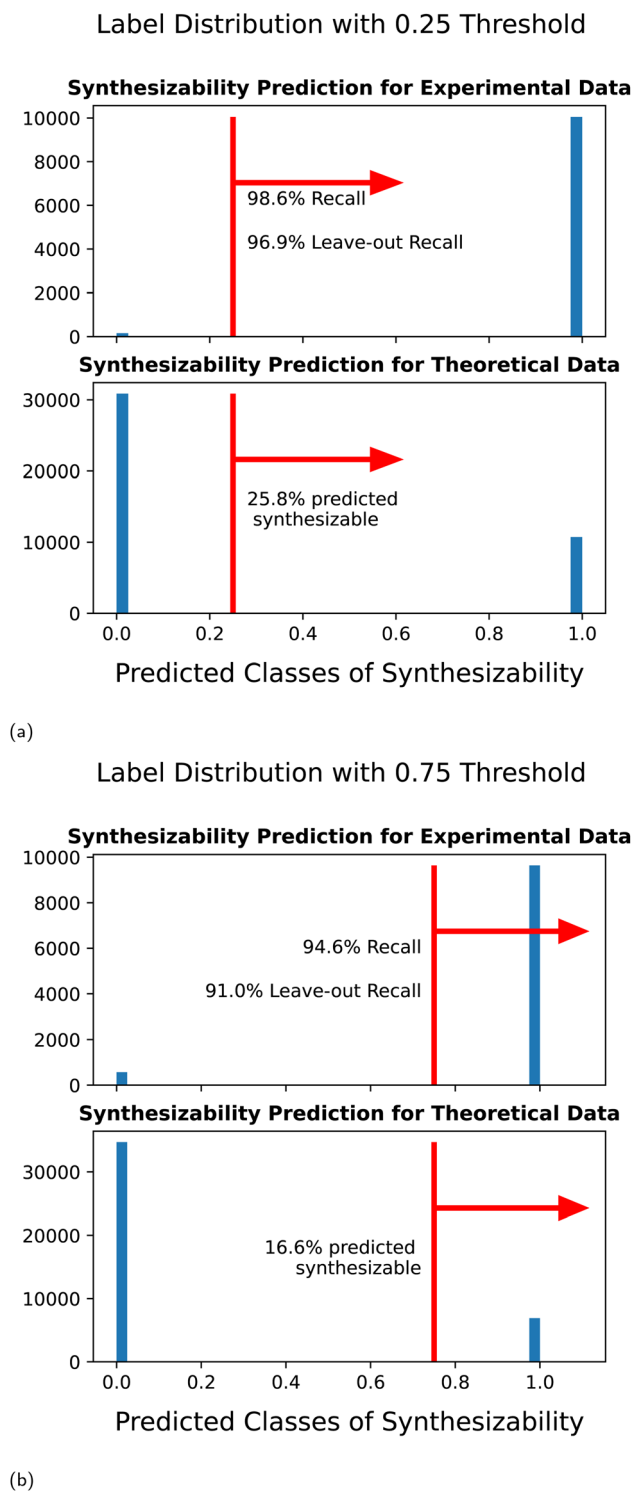 Label Distribution with 0.25 Threshold
Synthesizability Prediction for Experimental Data
10000
8000
6000
4000
2000
0
98.6% Recall
96.9% Leave-out Recall
Synthesizability Prediction for Theoretical Data
30000
20000
10000
0
25.8% predicted
synthesizable
0.0 0.2 0.4 0.6 0.8 1.0
Predicted Classes of Synthesizability
(a)
Label Distribution with 0.75 Threshold
Synthesizability Prediction for Experimental Data
10000
8000
6000
4000
2000
0
94.6% Recall
91.0% Leave-out Recall
Synthesizability Prediction for Theoretical Data
30000
20000
10000
0
16.6% predicted
synthesizable
0.0 0.2 0.4 0.6 0.8 1.0
Predicted Classes of Synthesizability
(b)